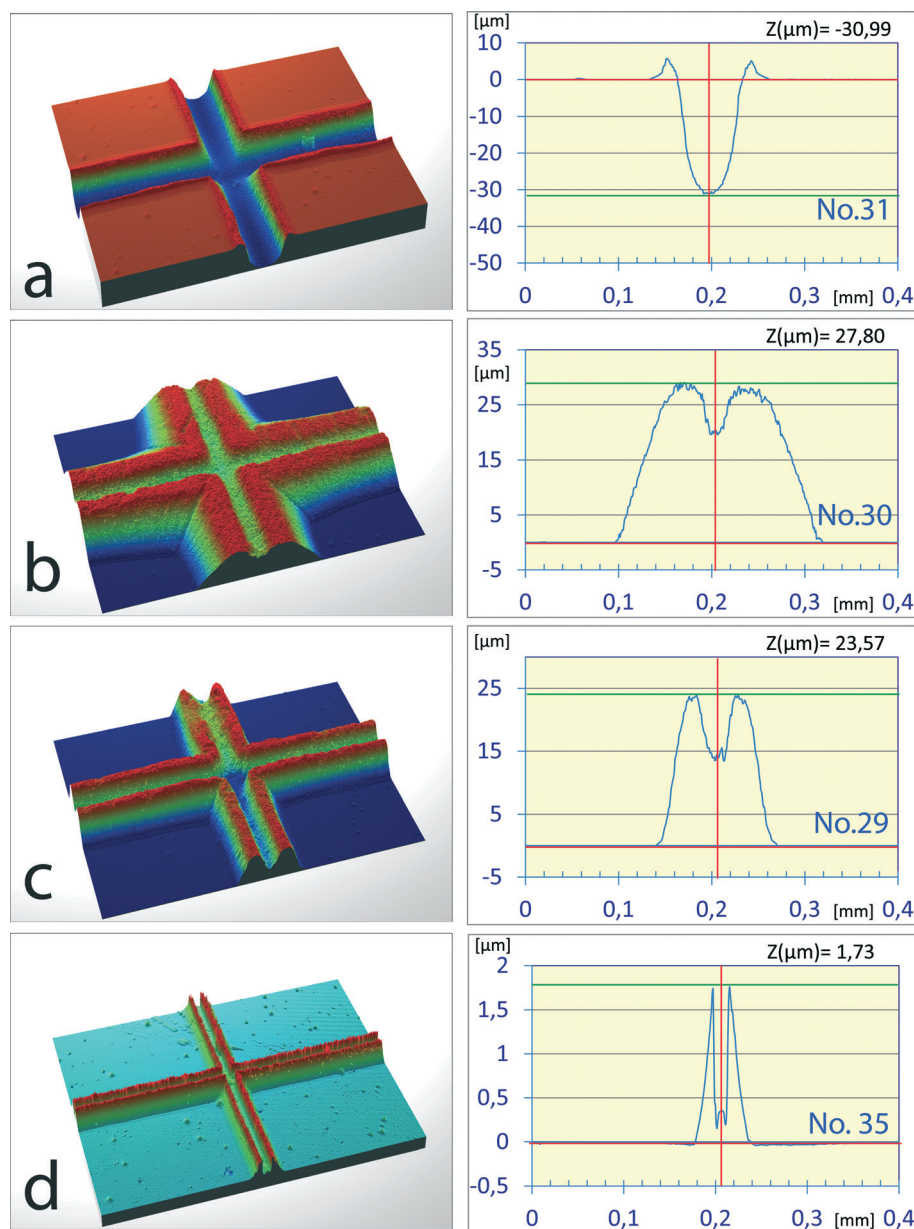 a
[µm]
Z(µm)= -30,99
10
0
-10
-20
-30
-40
-50
No.31
0 0,1 0,2 0,3 [mm] 0,4
b
Z(µm)= 27,80
35
[µm]
25
15
5
-5
No.30
0 0,1 0,2 0,3 [mm] 0,4
c
[µm]
Z(µm)= 23,57
25
15
5
-5
No.29
0 0,1 0,2 0,3 [mm] 0,4
d
[µm]
Z(µm)= 1,73
2
1,5
1
0,5
0
-0,5
No. 35
0 0,1 0,2 0,3 [mm] 0,4